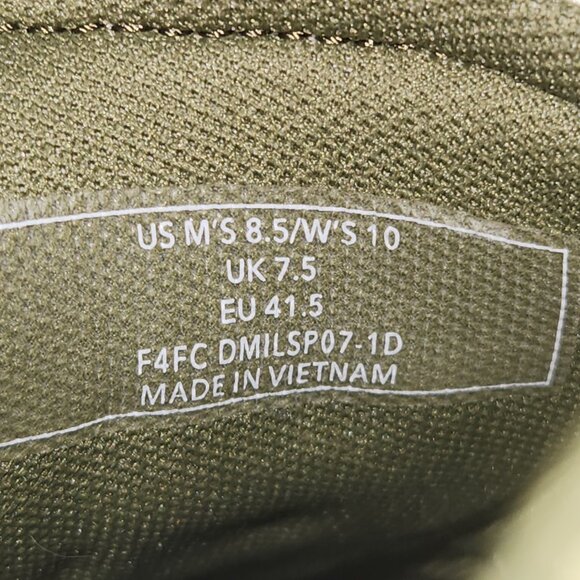 US M'S 8.5/W'S 10
UK 7.5
EU 41.5
F4FC DMILSP07-1D
MADE IN VIETNAM